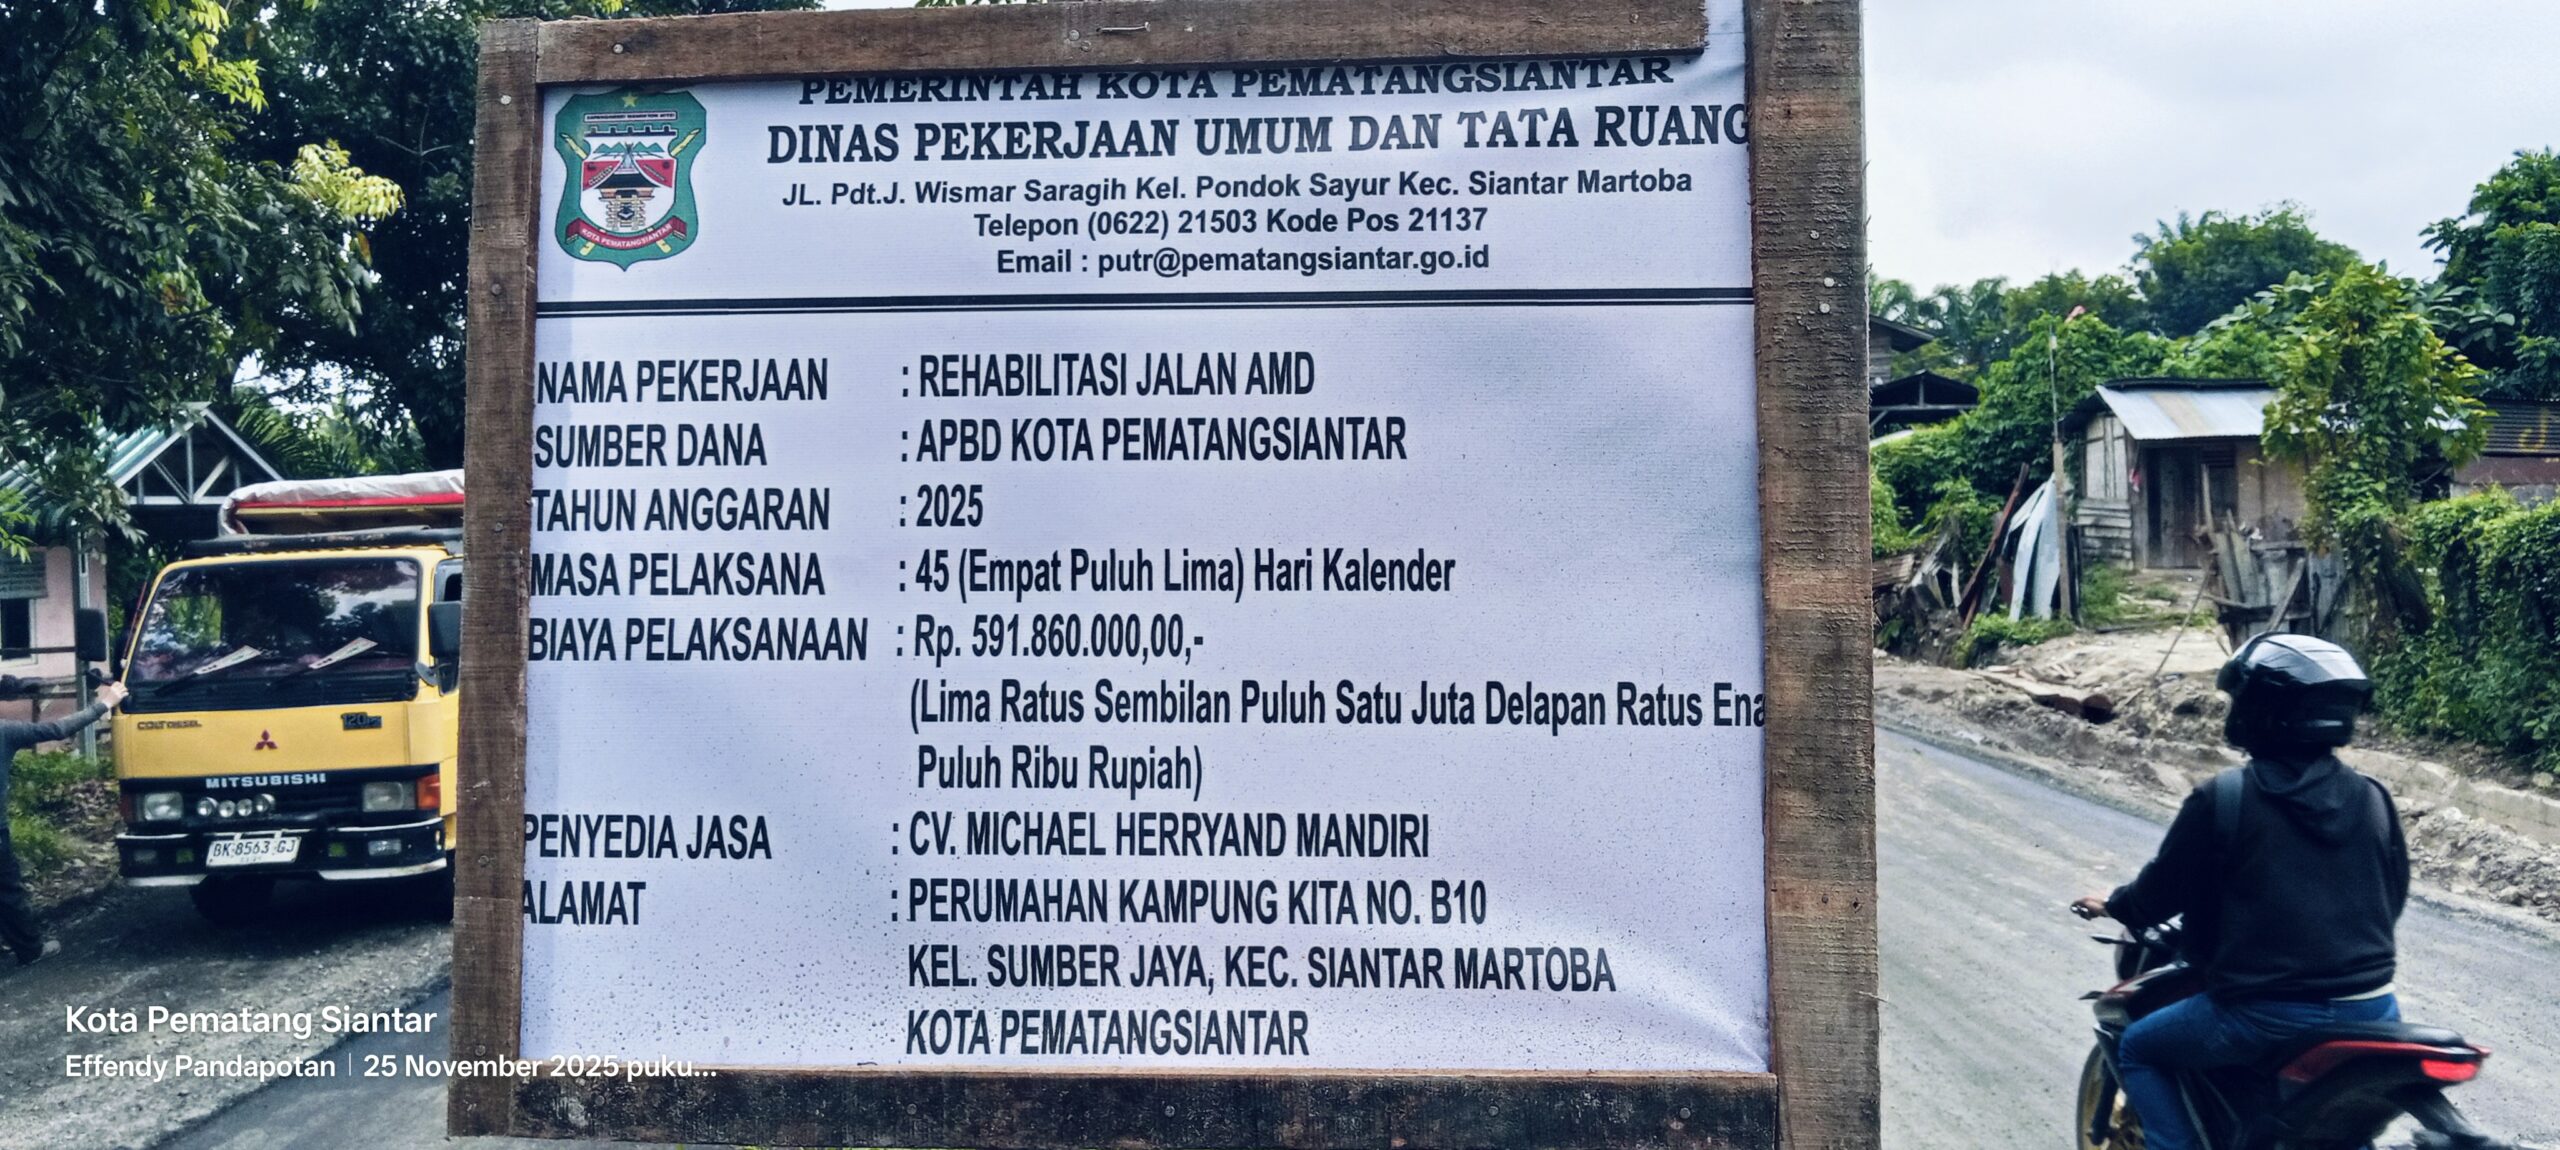 PEMERINTAH KOTA PEMATANGSIANTAR
DINAS PEKERJAAN UMUM DAN TATA RUANG
JL. Pdt.J. Wismar Saragih Kel. Pondok Sayur Kec. Siantar Martoba
Telepon (0622) 21503 Kode Pos 21137
Email : putr@pematangsiantar.go.id
KOTA PEMATANGSIANTAR
NAMA PEKERJAAN : REHABILITASI JALAN AMD
SUMBER DANA : APBD KOTA PEMATANGSIANTAR
TAHUN ANGGARAN : 2025
MASA PELAKSANA : 45 (Empat Puluh Lima) Hari Kalender
BIAYA PELAKSANAAN : Rp. 591.860.000,00,-
(Lima Ratus Sembilan Puluh Satu Juta Delapan Ratus Ena
Puluh Ribu Rupiah)
PENYEDIA JASA : CV. MICHAEL HERRYAND MANDIRI
ALAMAT : PERUMAHAN KAMPUNG KITA NO. B10
KEL. SUMBER JAYA, KEC. SIANTAR MARTOBA
KOTA PEMATANGSIANTAR
COLT DIESEL 120PS
MITSUBISHI
BK 8563 GJ
Kota Pematang Siantar
Effendy Pandapotan | 25 November 2025 puku...